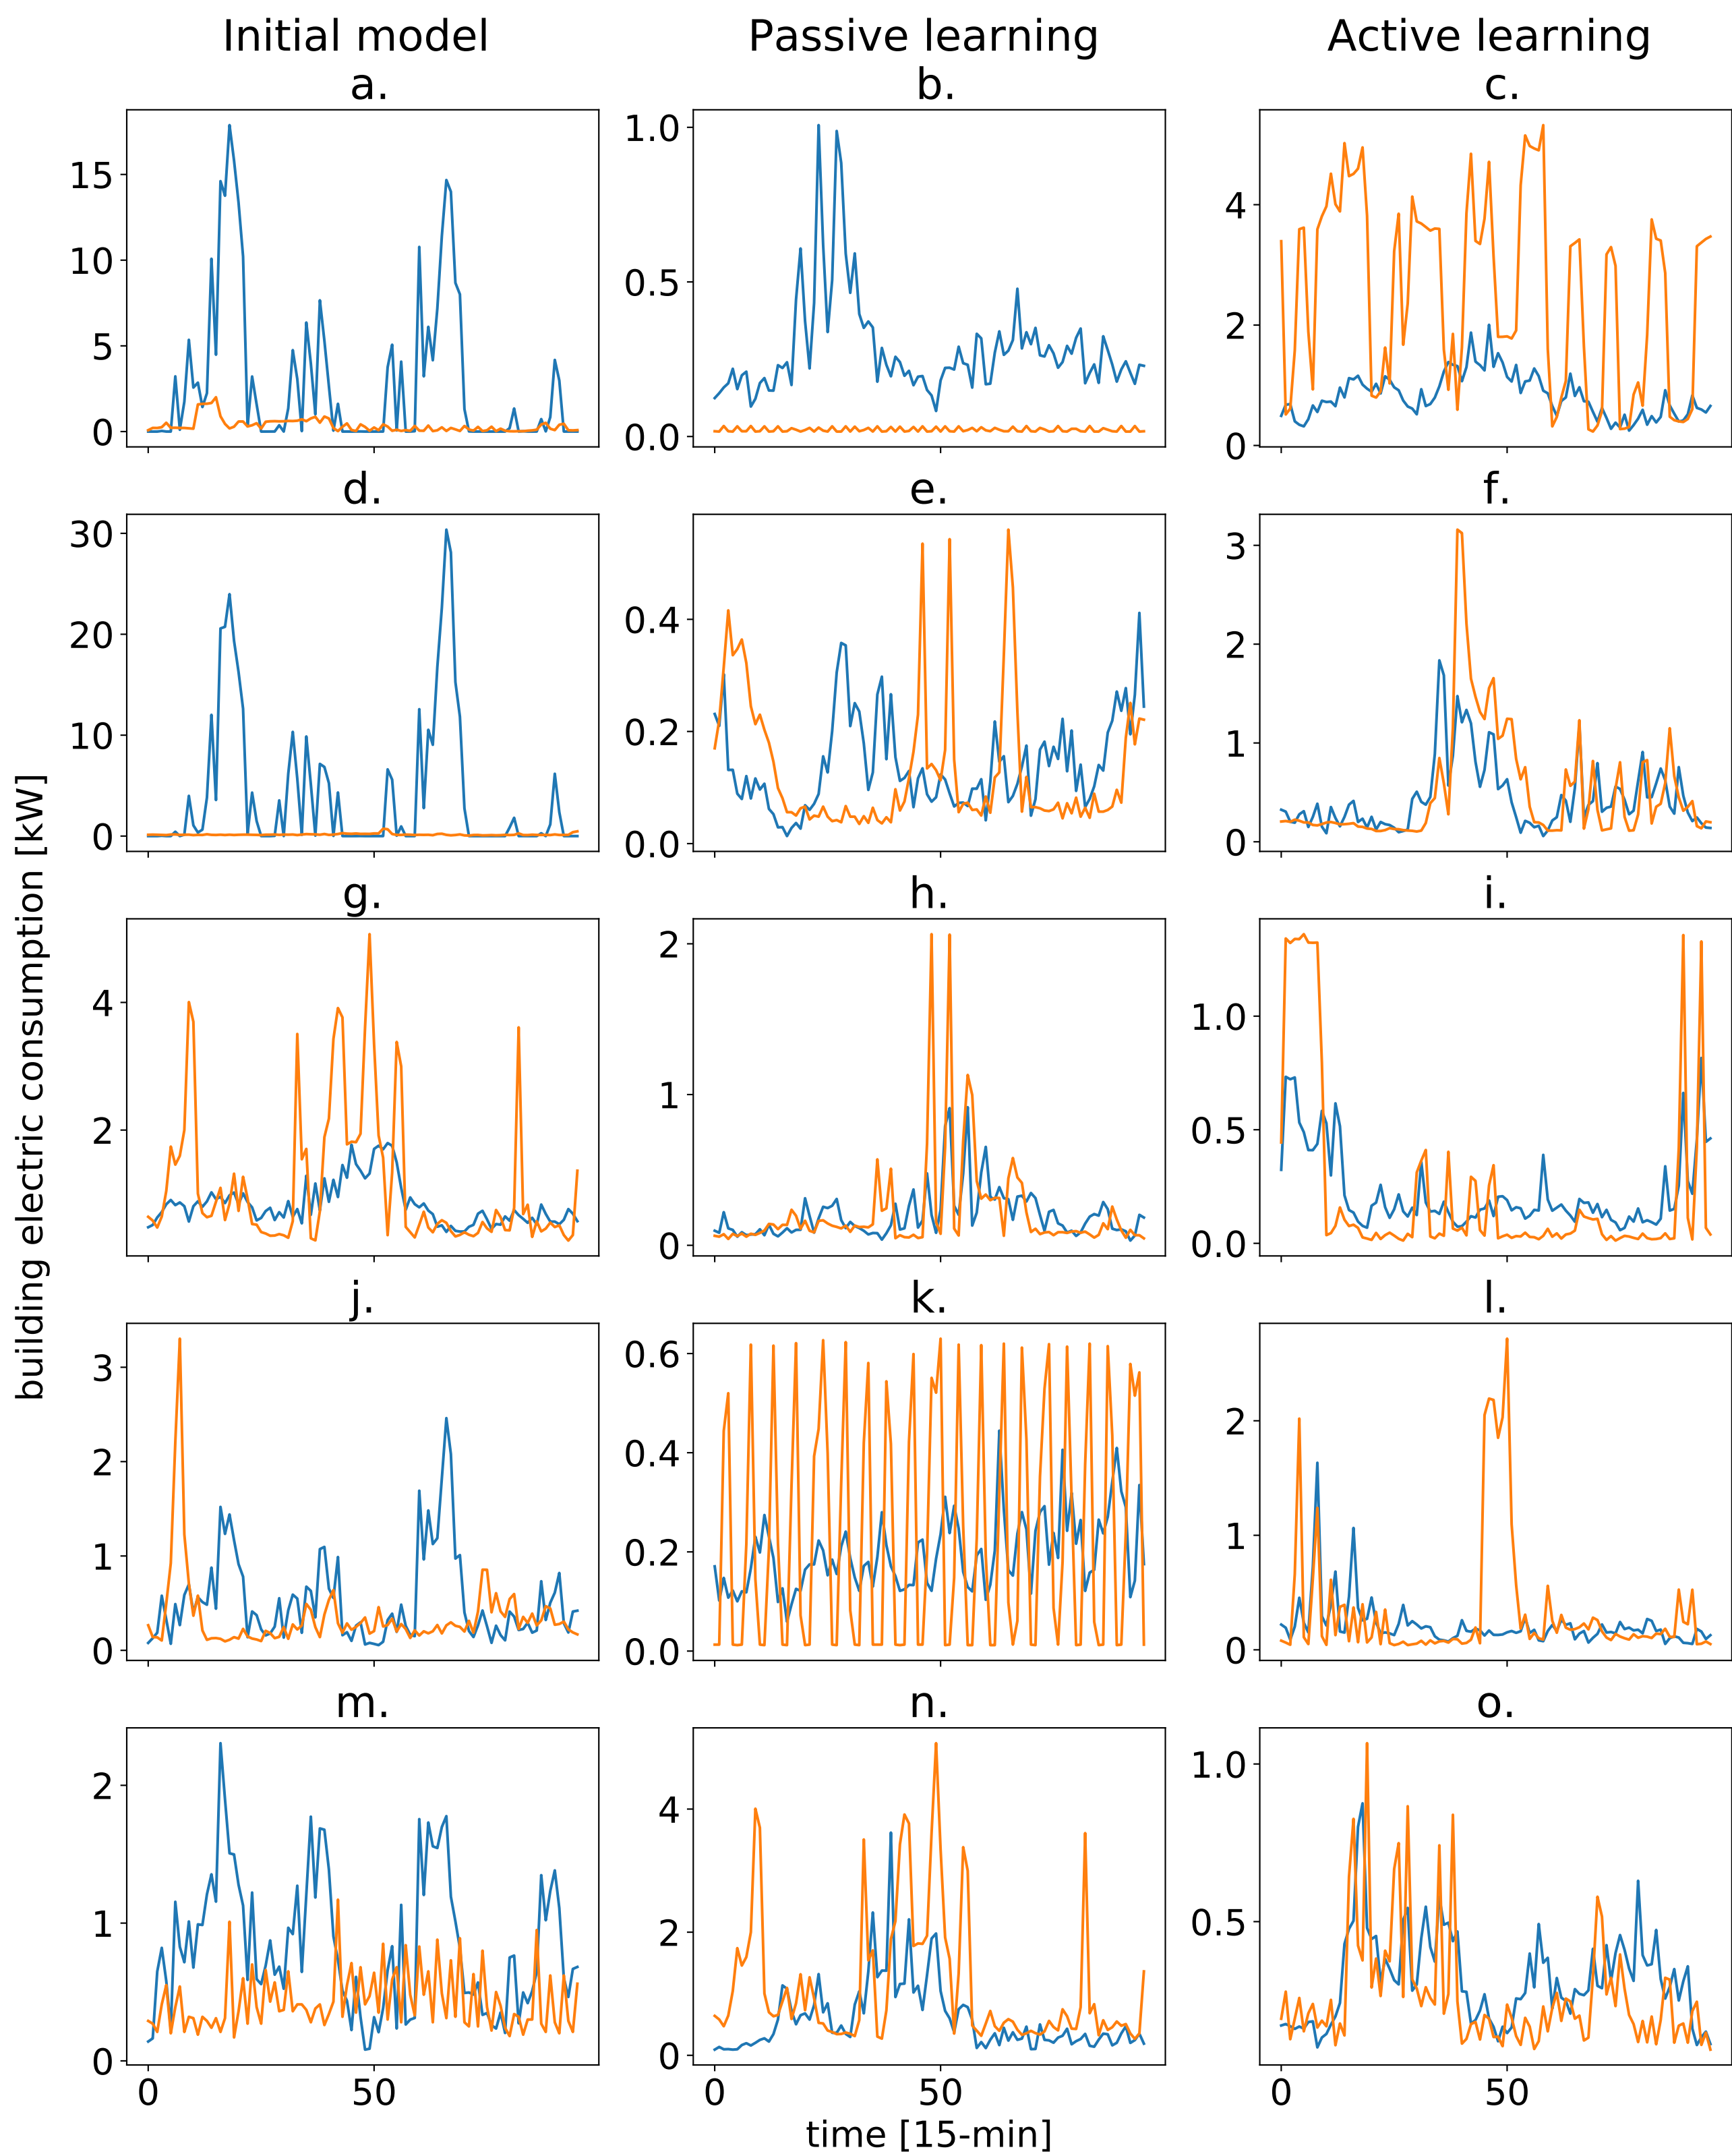 Initial model
Passive learning
Active learning
a.
b.
c.
15
10
5
0
1.0
0.5
0.0
4
2
0
d.
e.
f.
30
20
10
0
0.4
0.2
0.0
3
2
1
0
g.
h.
i.
4
2
2
1
0
1.0
0.5
0.0
j.
k.
l.
3
2
1
0
0.6
0.4
0.2
0.0
2
1
0
m.
n.
o.
2
1
0
4
2
0
1.0
0.5
0
50
0
50
0
50
building electric consumption [kW]
time [15-min]